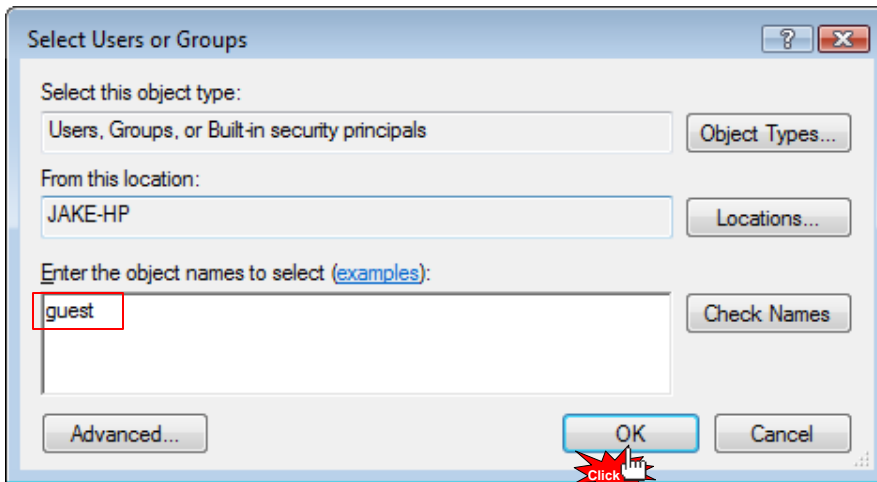 Select Users or Groups
?
Select this object type:
Users, Groups, or Built-in security principals
Object Types...
From this location:
JAKE-HP
Locations...
Enter the object names to select (examples):
guest
Check Names
Advanced...
OK
Cancel
Click